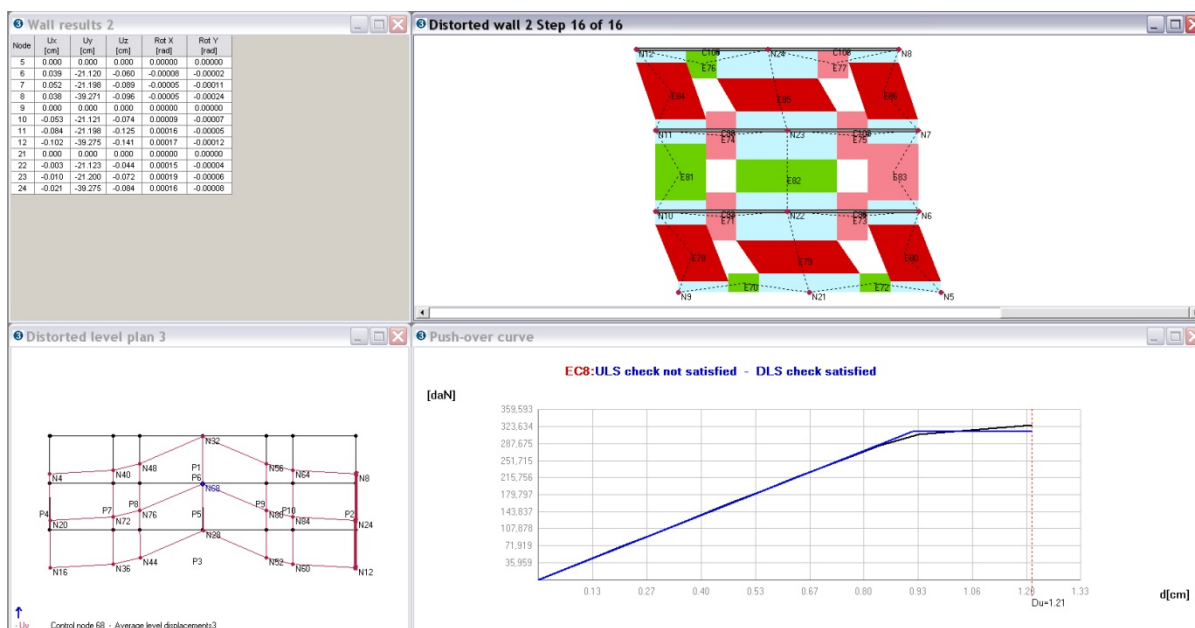 Wall results 2
Node Ux [cm] Uy [cm] Uz [cm] Rot X [rad] Rot Y [rad]
5 0.000 0.000 0.000 0.00000 0.00000
6 0.039 -21.120 -0.060 -0.00008 -0.00002
7 0.052 -21.198 -0.089 -0.00005 -0.00011
8 0.038 -39.271 -0.096 -0.00005 -0.00024
9 0.000 0.000 0.000 0.00000 0.00000
10 -0.053 -21.121 -0.074 0.00009 -0.00007
11 -0.084 -21.198 -0.125 0.00016 -0.00005
12 -0.102 -39.275 -0.141 0.00017 -0.00012
21 0.000 0.000 0.000 0.00000 0.00000
22 -0.003 -21.123 -0.044 0.00015 -0.00004
23 -0.010 -21.200 -0.072 0.00019 -0.00006
24 -0.021 -39.275 -0.084 0.00016 -0.00008
Distorted wall 2 Step 16 of 16
N12 N24 N8
E76 E77
E84 E85 E86
N11 N23 N7
E74 E75
E81 E82 E83
N10 N22 N6
E71 E73
E78 E79 E80
E70 E72
N9 N21 N5
Distorted level plan 3
N32
N4 N40 N48 P1 N56 N64 N8
P6
N68
P4 P7 P8 P9 P10 P2
N20 N72 N76 P5 N80 N84 N24
N28
N16 N36 N44 P3 N52 N60 N12
- Uy Control node 68 - Average level displacements3
Push-over curve
EC8:ULS check not satisfied - DLS check satisfied
[daN]
359,593
323,634
287,675
251,715
215,756
179,797
143,837
107,878
71,919
35,959
0.13 0.27 0.40 0.53 0.67 0.80 0.93 1.06 1.20 1.33
Du=1.21
d[cm]